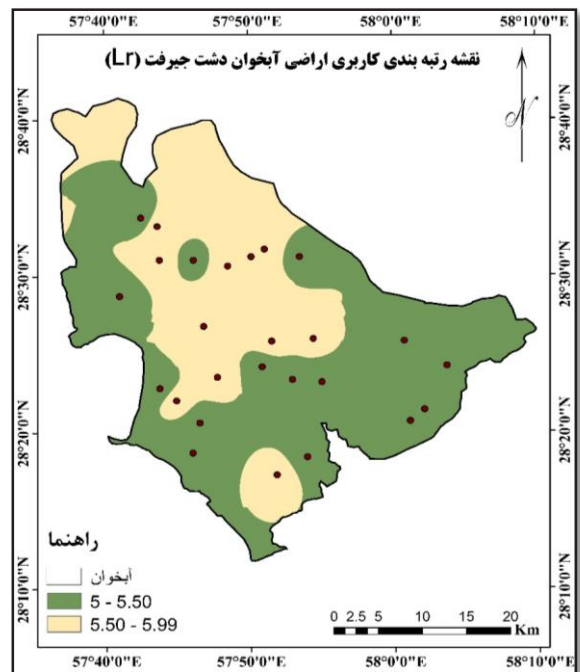 57°40'0"E 57°50'0"E 58°0'0"E 58°10'0"E
نقشه رتبه بندی کاربری اراضی آبخوان دشت جیرفت (Lr)
N
28°40'0"N 28°40'0"N
28°30'0"N 28°30'0"N
28°20'0"N 28°20'0"N
28°10'0"N 28°10'0"N
راهنما
آبخوان
5 - 5.50
5.50 - 5.99
0 2.5 5 10 15 20
Km
57°40'0"E 57°50'0"E 58°0'0"E 58°10'0"E